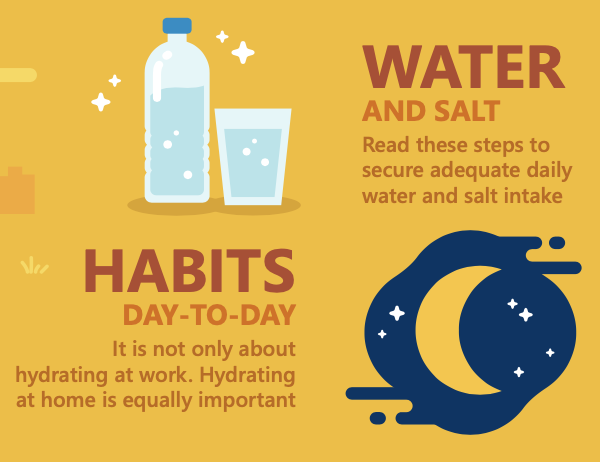 WATER
AND SALT
Read these steps to
secure adequate daily
water and salt intake
HABITS
DAY-TO-DAY
It is not only about
hydrating at work. Hydrating
at home is equally important